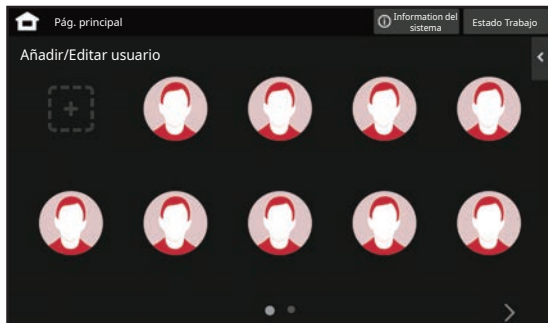 Pág. principal
Information del
sistema
Estado Trabajo
Añadir/Editar usuario